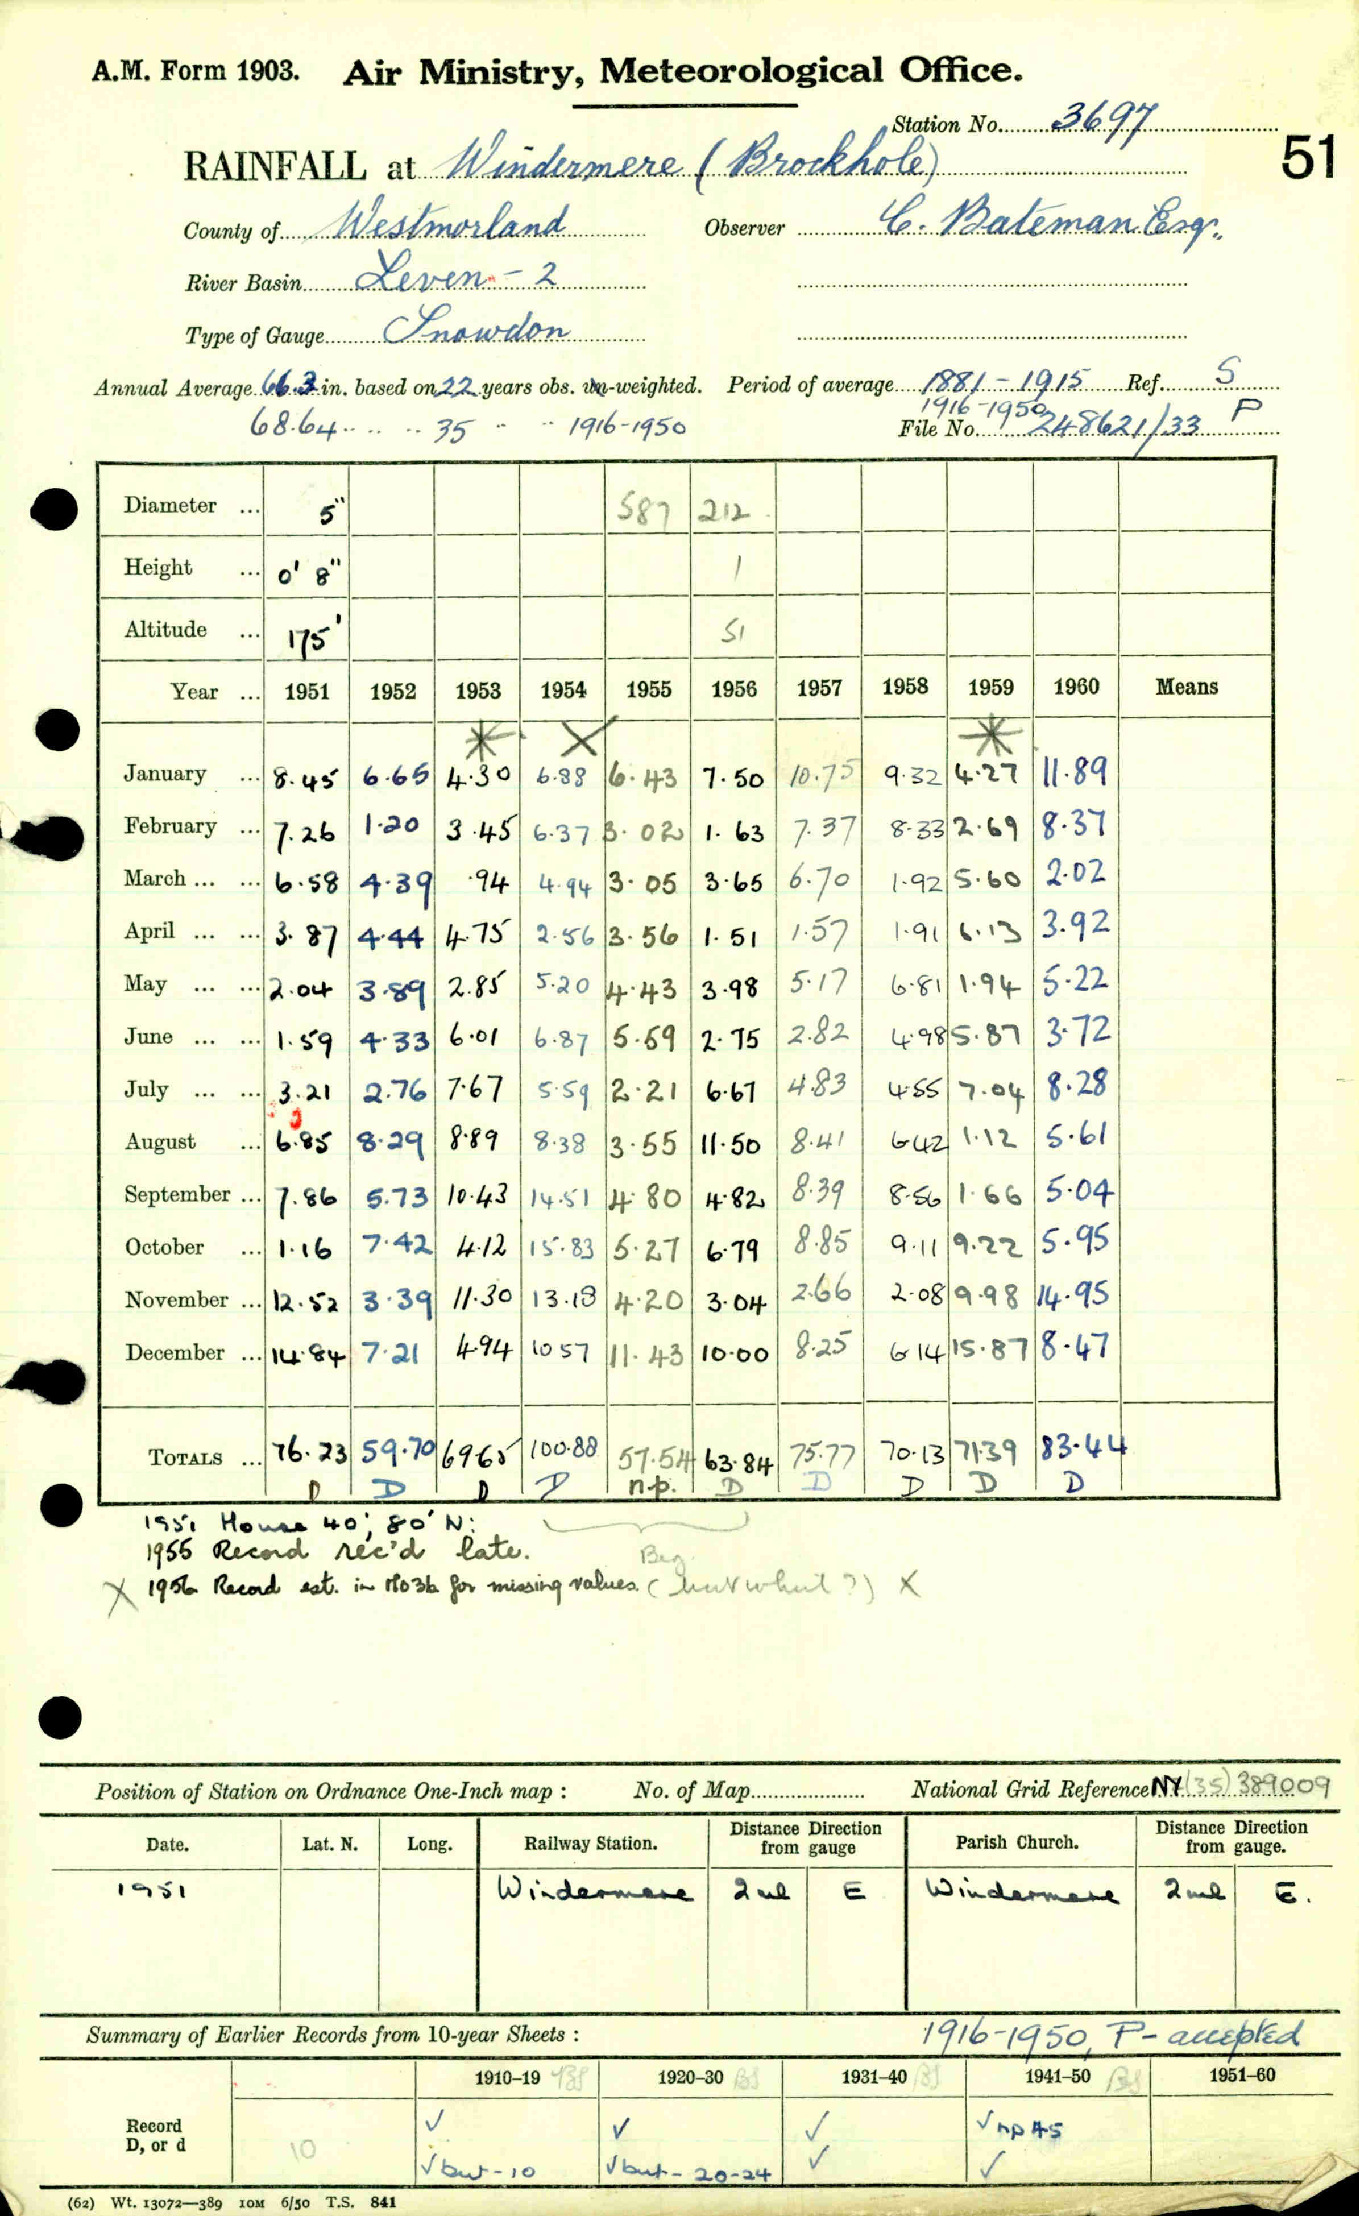 A.M. Form 1903. Air Ministry, Meteorological Office.
Station No. 3697
51
RAINFALL at Windermere (Brockhole)
County of Westmorland Observer C. Bateman Esq.
River Basin Leven - 2
Type of Gauge Snowdon
Annual Average 66.3 in. based on 22 years obs. un-weighted. Period of average 1881-1915 Ref. S
68.64 " " " 35 " " 1916-1950 1916-1950 P
File No. 248621/33
Diameter ... 5" 587 212
Height ... 0' 8" 1
Altitude ... 175' 51
Year ... 1951 1952 1953 1954 1955 1956 1957 1958 1959 1960 Means
January ... 8.45 6.65 4.30 6.88 6.43 7.50 10.75 9.32 4.27 11.89
February ... 7.26 1.20 3.45 6.37 3.02 1.63 7.37 8.33 2.69 8.37
March ... ... 6.58 4.39 .94 4.94 3.05 3.65 6.70 1.92 5.60 2.02
April ... ... 3.87 4.44 4.75 2.56 3.56 1.51 1.57 1.91 6.13 3.92
May ... ... 2.04 3.89 2.85 5.20 4.43 3.98 5.17 6.81 1.94 5.22
June ... ... 1.59 4.33 6.01 6.87 5.59 2.75 2.82 4.98 5.87 3.72
July ... ... 3.21 2.76 7.67 5.59 2.21 6.67 4.83 4.55 7.04 8.28
August ... 6.85 8.29 8.89 8.38 3.55 11.50 8.41 6.42 1.12 5.61
September ... 7.86 5.73 10.43 14.51 4.80 4.82 8.39 8.56 1.66 5.04
October ... 1.16 7.42 4.12 15.83 5.27 6.79 8.85 9.11 9.22 5.95
November ... 12.52 3.39 11.30 13.18 4.20 3.04 2.66 2.08 9.98 14.95
December ... 14.84 7.21 4.94 10.57 11.43 10.00 8.25 6.14 15.87 8.47
TOTALS ... 76.23 59.70 69.65 100.88 57.54 63.84 75.77 70.13 71.39 83.44
D D D D n.p. D D D D D
1951 House 40', 80' N:
1955 Record rec'd late.
X 1956 Record est. in MO3b for missing values. (but what?) X
Position of Station on Ordnance One-Inch map : No. of Map National Grid Reference NY (35) 389009
Date. Lat. N. Long. Railway Station. Distance from gauge Direction Parish Church. Distance from gauge. Direction
1951 Windermere 2 ml E Windermere 2 ml E.
Summary of Earlier Records from 10-year Sheets : 1916-1950, P - accepted
1910–19 1920–30 1931–40 1941–50 1951–60
Record ✓ ✓ ✓ ✓ np 45
D, or d 10 ✓ but - 10 ✓ but - 20-24 ✓ ✓
(62) Wt. 13072—389 10M 6/50 T.S. 841